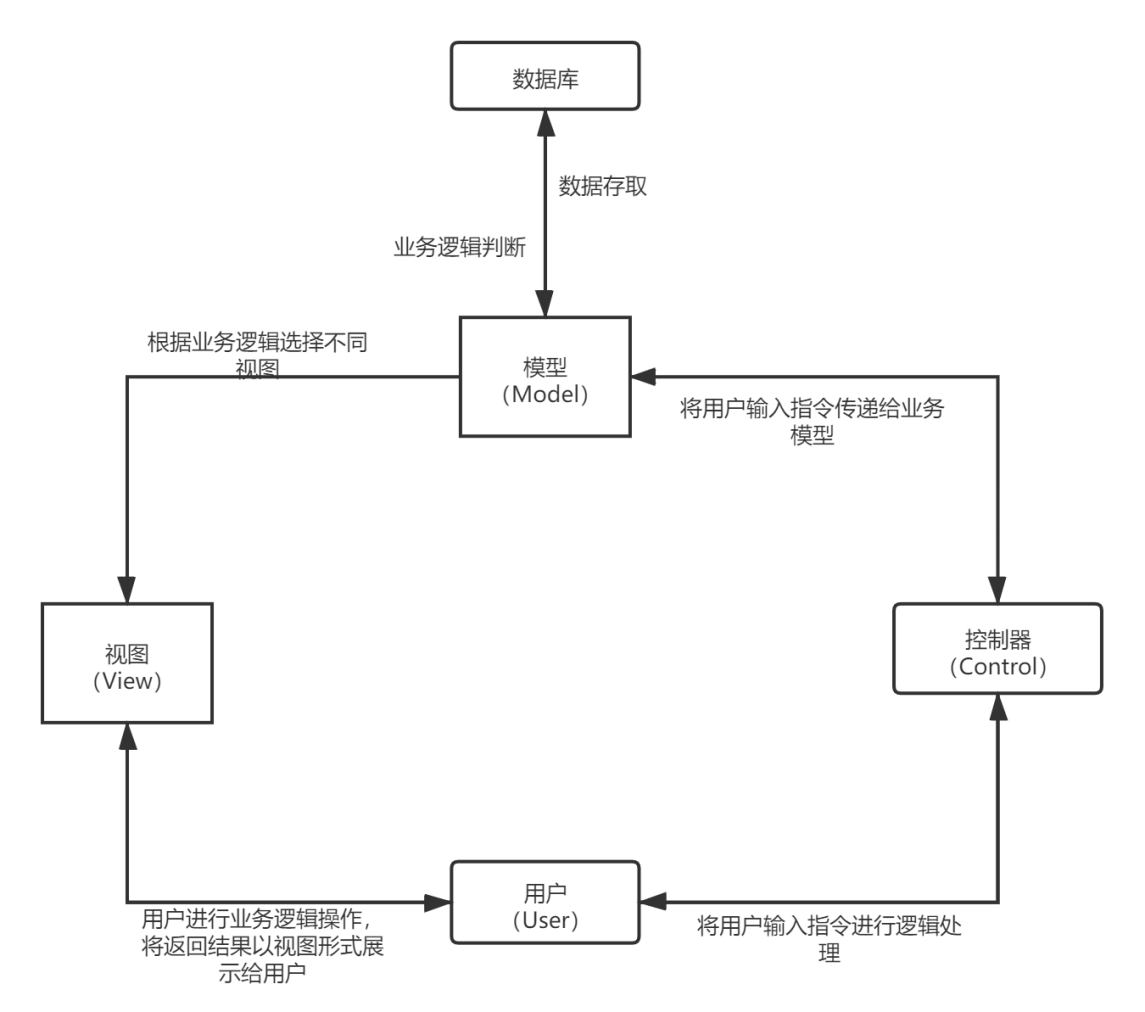 数据库
数据存取
业务逻辑判断
根据业务逻辑选择不同
视图
模型
（Model）
将用户输入指令传递给业务
模型
视图
（View）
控制器
（Control）
用户
（User）
用户进行业务逻辑操作，
将返回结果以视图形式展
示给用户
将用户输入指令进行逻辑处
理